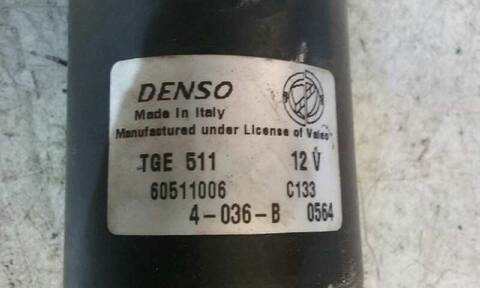 DENSO
Made in Italy
Manufactured under License of Valeo
TGE 511 12 V
60511006 C133
4-036-B 0564